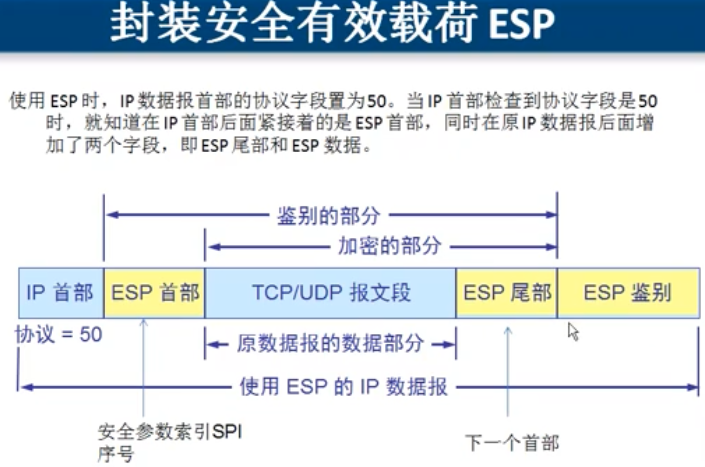 封装安全有效载荷 ESP
使用 ESP 时，IP 数据报首部的协议字段置为50。当 IP 首部检查到协议字段是50
时，就知道在 IP 首部后面紧接着的是 ESP 首部，同时在原 IP 数据报后面增
加了两个字段，即 ESP 尾部和 ESP 数据。
鉴别的部分
加密的部分
IP 首部 ESP 首部 TCP/UDP 报文段 ESP 尾部 ESP 鉴别
协议 = 50
原数据报的数据部分
使用 ESP 的 IP 数据报
安全参数索引SPI
序号
下一个首部